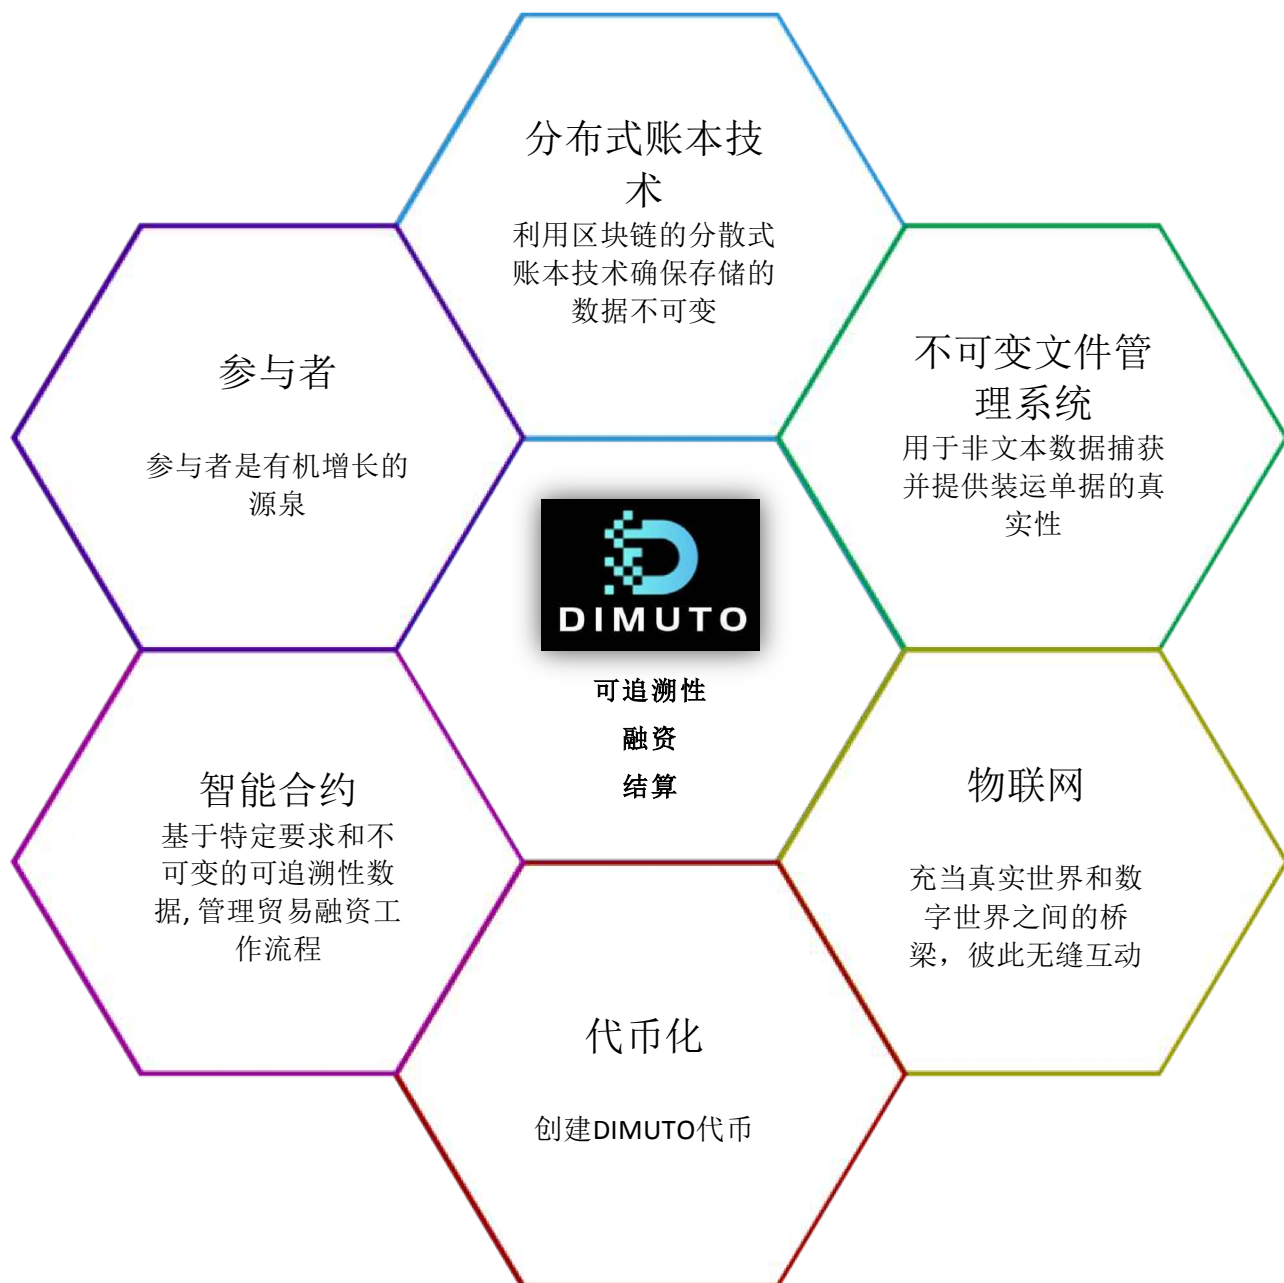 分布式账本技
术
利用区块链的分散式
账本技术确保存储的
数据不可变
参与者
参与者是有机增长的
源泉
不可变文件管
理系统
用于非文本数据捕获
并提供装运单据的真
实性
DIMUTO
可追溯性
融资
结算
智能合约
基于特定要求和不
可变的可追溯性数
据,管理贸易融资工
作流程
物联网
充当真实世界和数
字世界之间的桥
梁，彼此无缝互动
代币化
创建DIMUTO代币